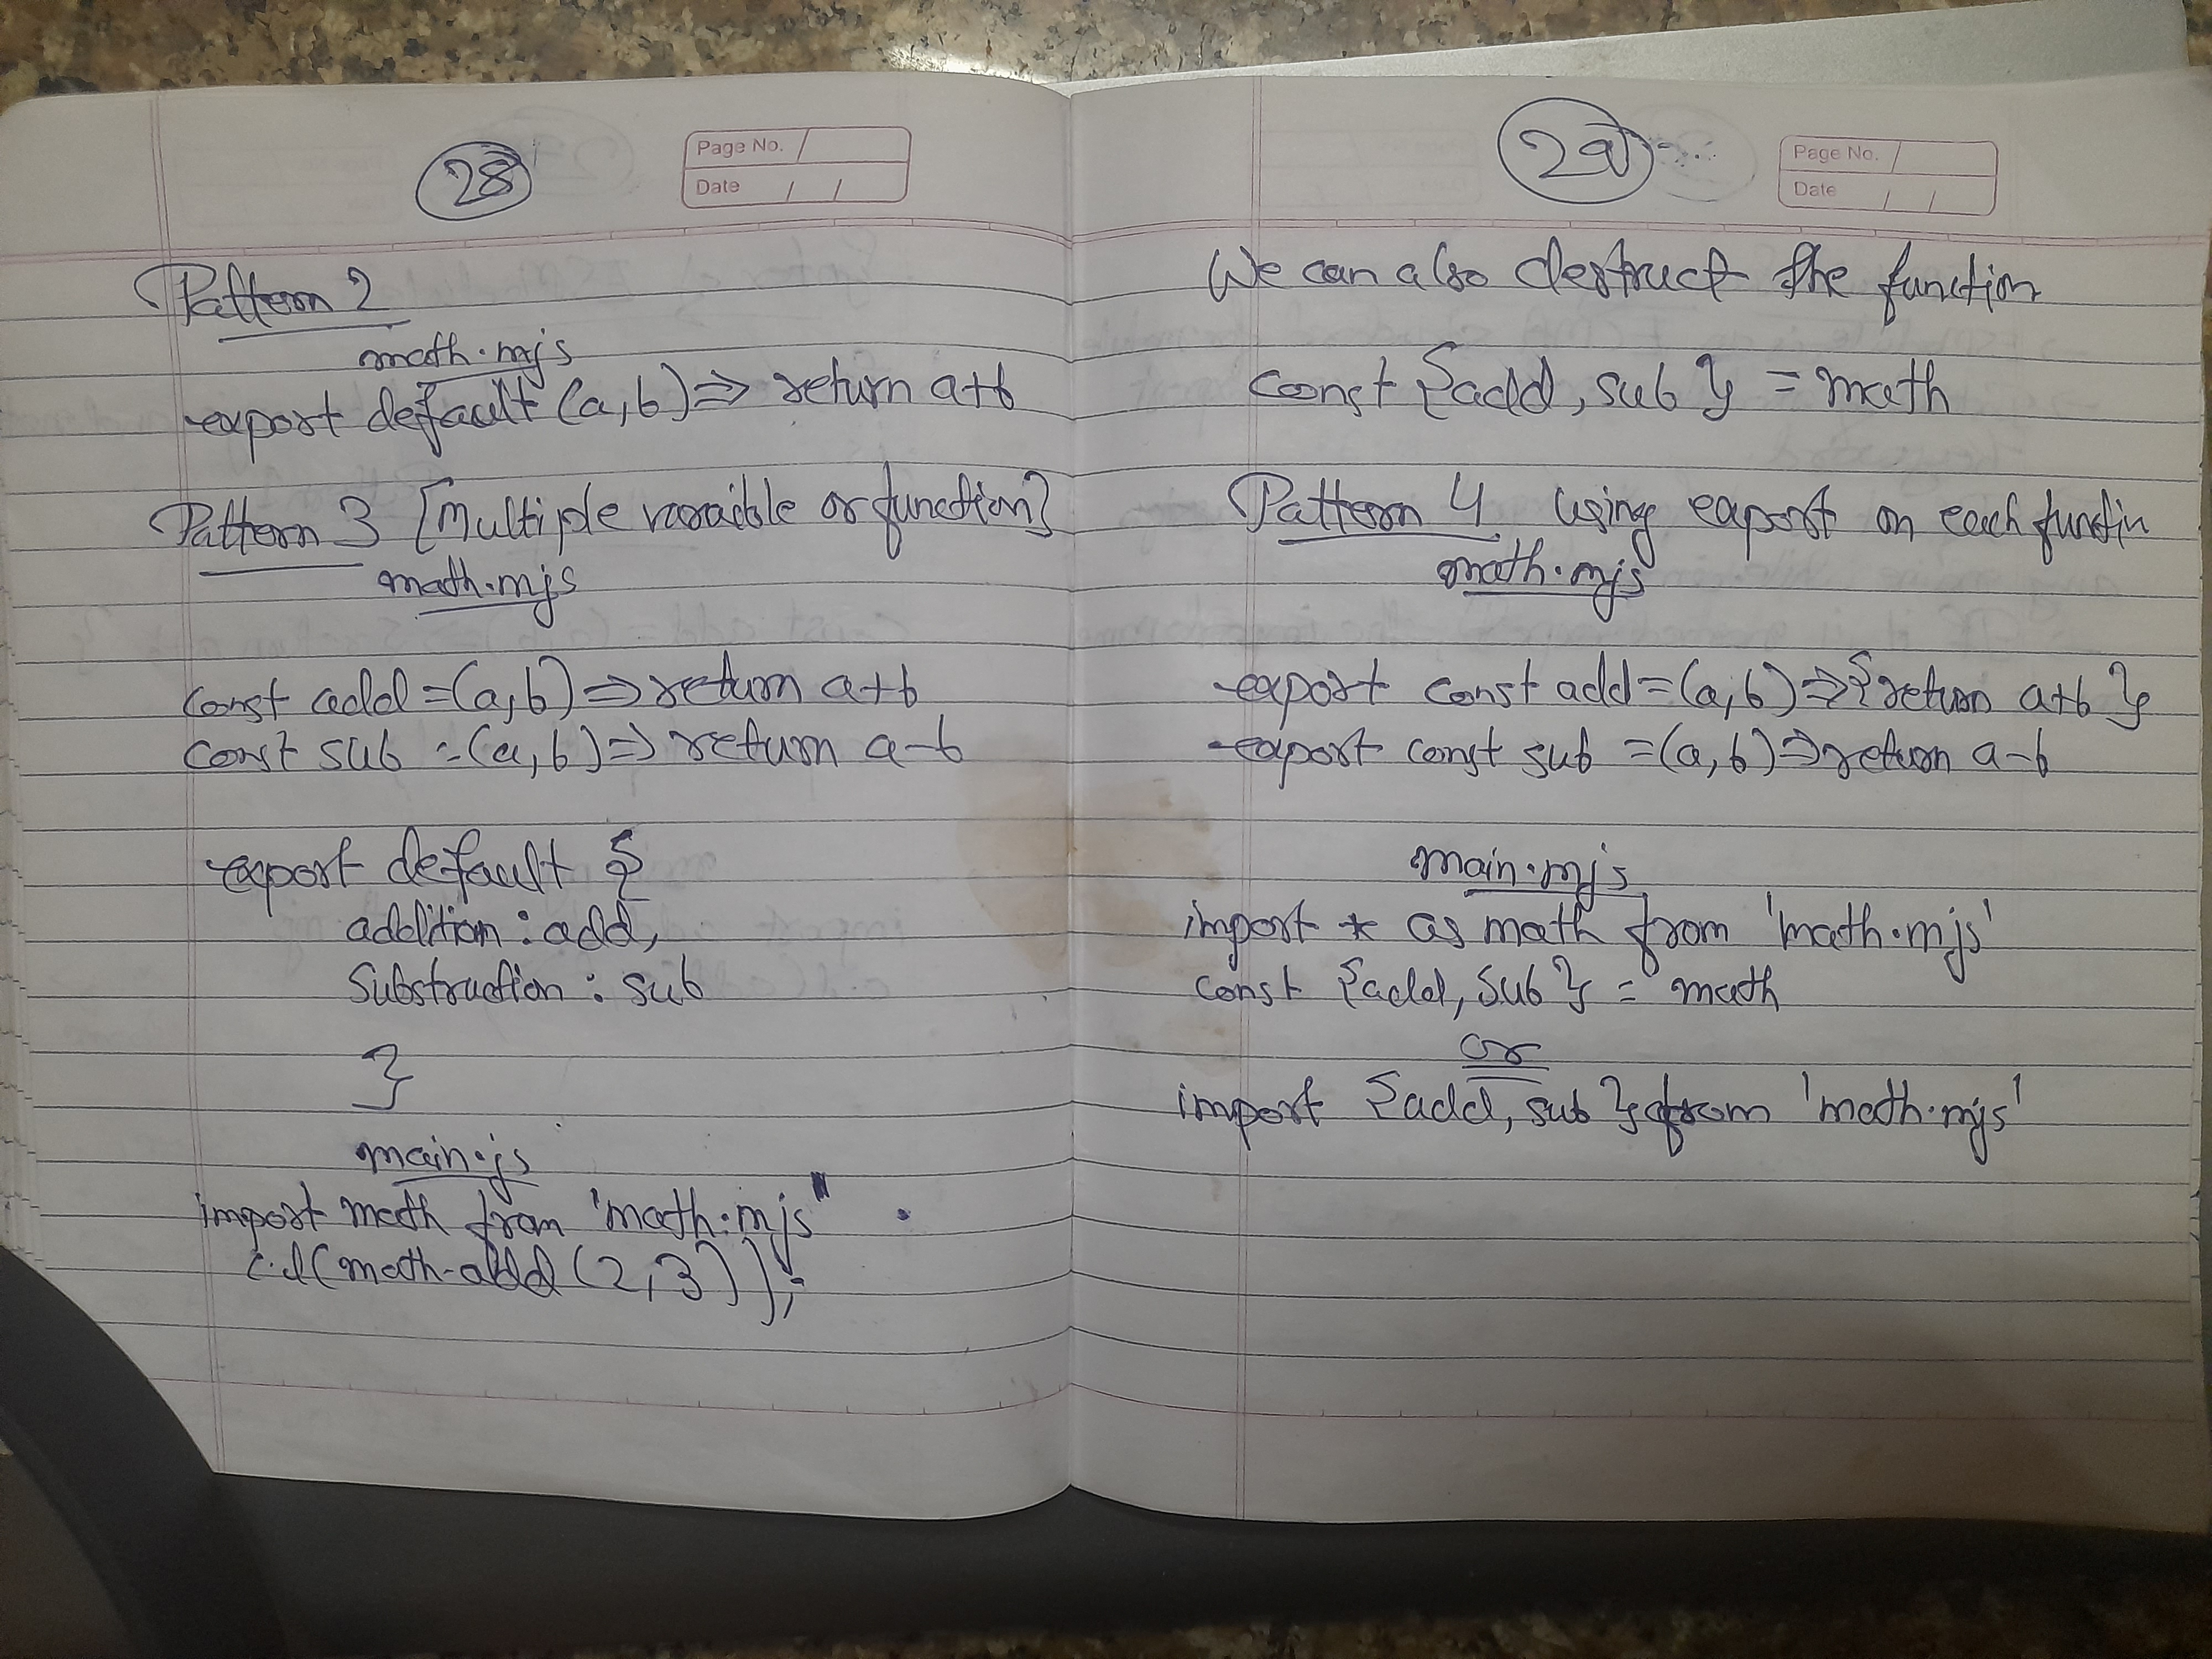 28
Page No.
Date / /
Pattern 2
math.mjs
export default (a,b)=> return a+b
Pattern 3 [Multiple varaible or function]
math.mjs
const add =(a,b)=> return a+b
const sub =(a,b)=> return a-b
export default {
addition : add,
Substruction : sub
}
main.js
import math from 'math.mjs"
c.l(math.add (2,3));
29
Page No.
Date / /
We can also destruct the function
const {add, sub } = math
Pattern 4 Using export on each functin
math.mjs
export const add=(a,b)=>{return a+b }
export const sub =(a,b)=>return a-b
main.mjs
import * as math from 'math.mjs'
const {add, sub } = math
or
import {add, sub } from 'math.mjs'